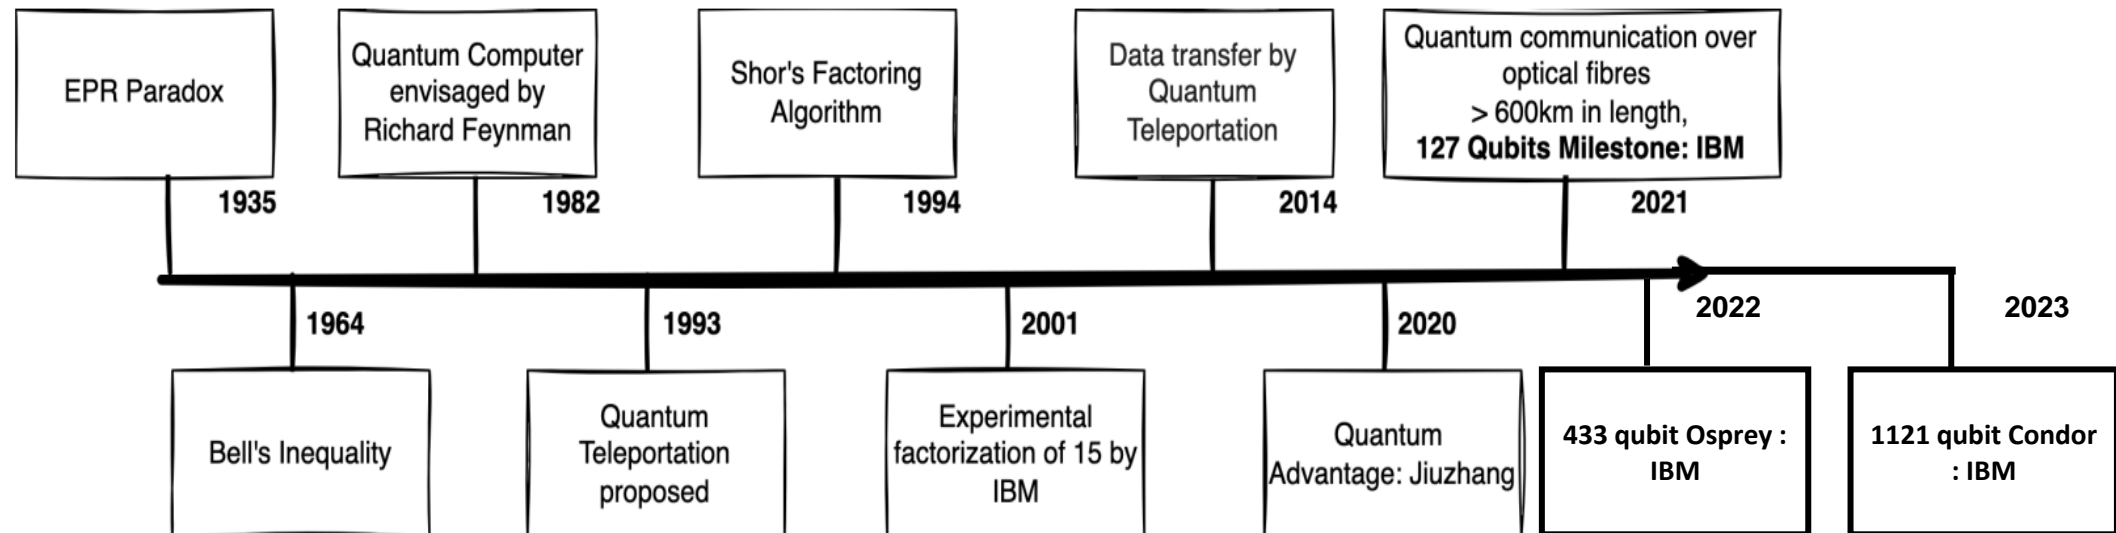 EPR Paradox
1935
Quantum Computer
envisaged by
Richard Feynman
1982
Shor's Factoring
Algorithm
1994
Data transfer by
Quantum
Teleportation
2014
Quantum communication over
optical fibres
> 600km in length,
127 Qubits Milestone: IBM
2021
1964
Bell's Inequality
1993
Quantum
Teleportation
proposed
2001
Experimental
factorization of 15 by
IBM
2020
Quantum
Advantage: Jiuzhang
2022
433 qubit Osprey :
IBM
2023
1121 qubit Condor
: IBM